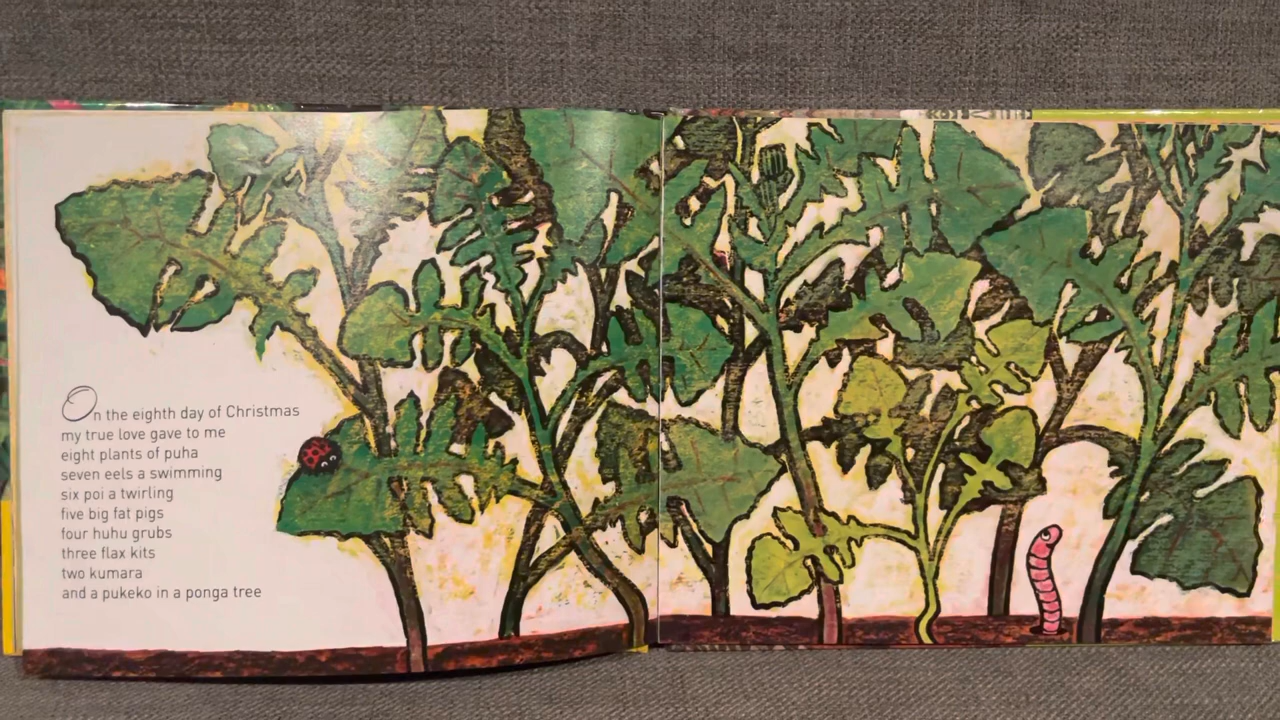 On the eighth day of Christmas
my true love gave to me
eight plants of puha
seven eels a swimming
six poi a twirling
five big fat pigs
four huhu grubs
three flax kits
two kumara
and a pukeko in a ponga tree